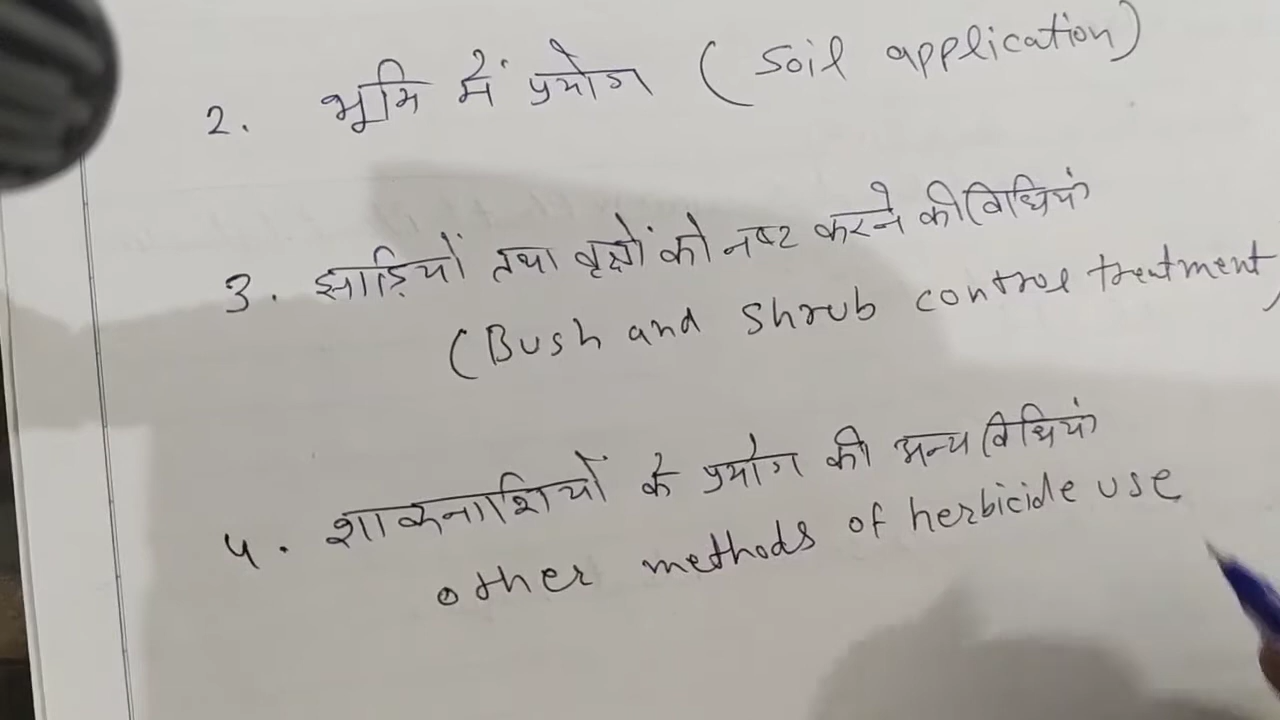 2. भूमि में प्रयोग ( Soil application)
3. झाड़ियों तथा वृक्षों को नष्ट करने की विधियां
(Bush and Shrub control treatment)
4. शाकनाशियों के प्रयोग की अन्य विधियां
other methods of herbicide use